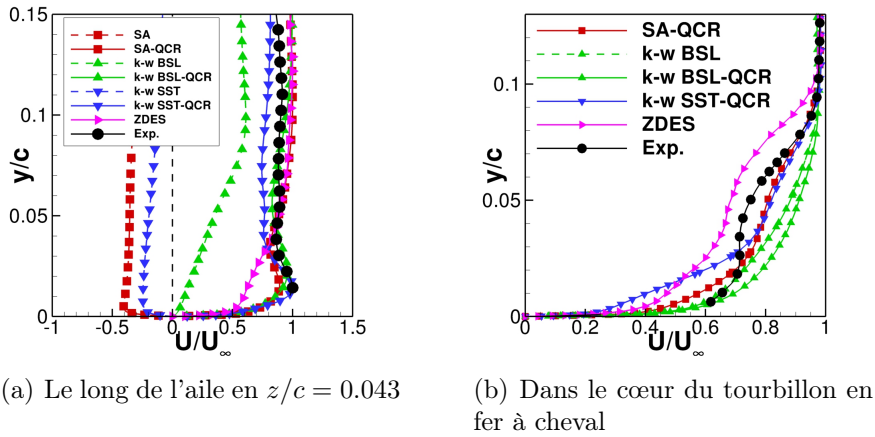 0.15
0.1
0.05
0
y/c
-1
-0.5
0
0.5
1
1.5
U/U∞
SA
SA-QCR
k-w BSL
k-w BSL-QCR
k-w SST
k-w SST-QCR
ZDES
Exp.
(a) Le long de l'aile en z/c = 0.043
0.1
0.05
0
y/c
0
0.2
0.4
0.6
0.8
1
U/U∞
SA-QCR
k-w BSL
k-w BSL-QCR
k-w SST-QCR
ZDES
Exp.
(b) Dans le cœur du tourbillon en
fer à cheval